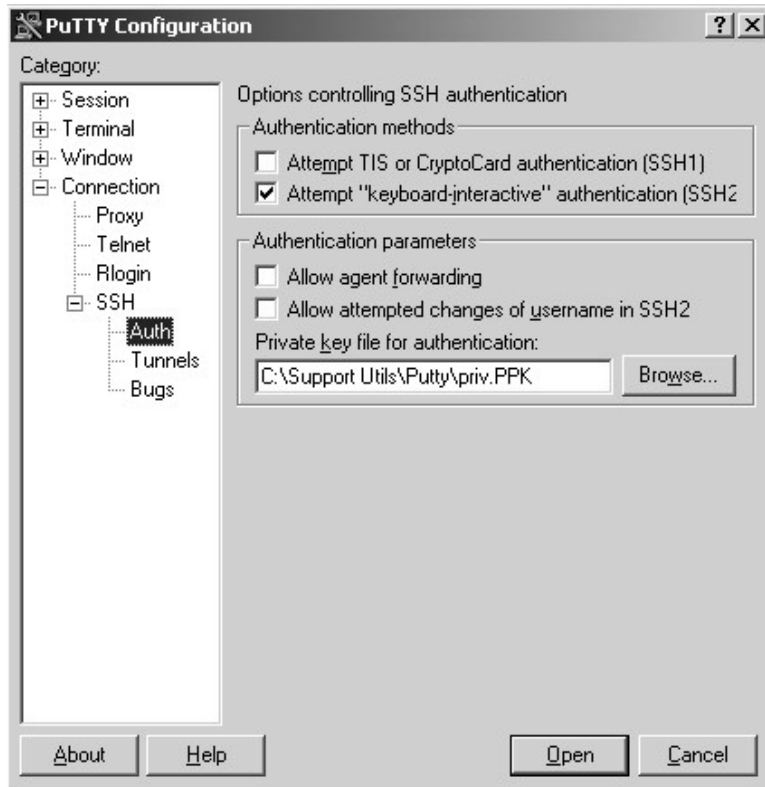 PuTTY Configuration
Category:
Session
Terminal
Window
Connection
Proxy
Telnet
Rlogin
SSH
Auth
Tunnels
Bugs
Options controlling SSH authentication
Authentication methods
Attempt TIS or CryptoCard authentication (SSH1)
Attempt "keyboard-interactive" authentication (SSH2
Authentication parameters
Allow agent forwarding
Allow attempted changes of username in SSH2
Private key file for authentication:
C:\Support Utils\Putty\priv.PPK
Browse...
About
Help
Open
Cancel